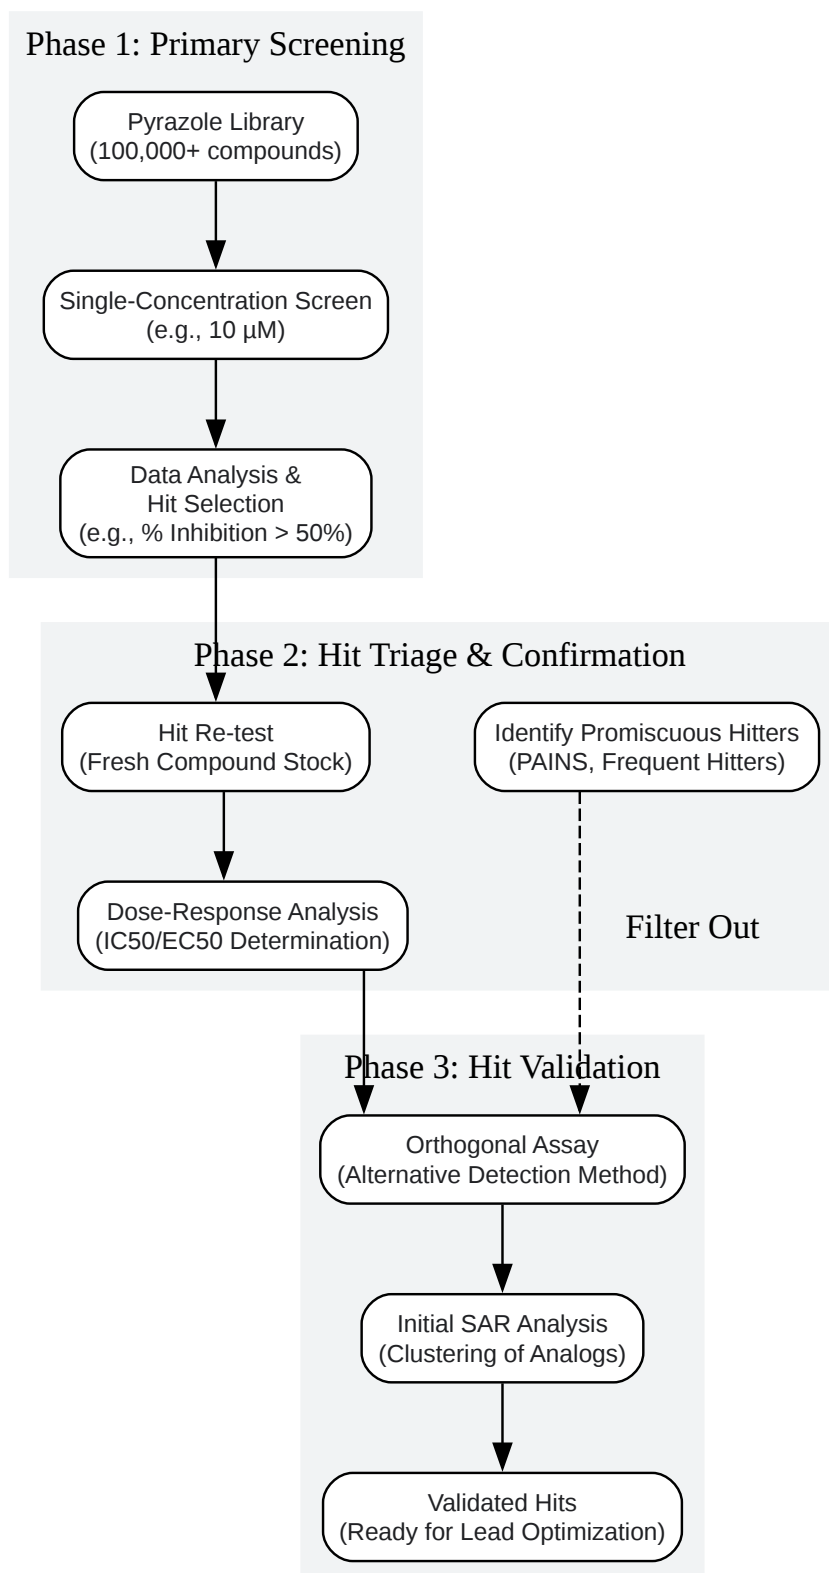 Phase 1: Primary Screening
Pyrazole Library
(100,000+ compounds)
Single-Concentration Screen
(e.g., 10 µM)
Data Analysis &
Hit Selection
(e.g., % Inhibition > 50%)
Phase 2: Hit Triage & Confirmation
Hit Re-test
(Fresh Compound Stock)
Identify Promiscuous Hitters
(PAINS, Frequent Hitters)
Dose-Response Analysis
(IC50/EC50 Determination)
Filter Out
Phase 3: Hit Validation
Orthogonal Assay
(Alternative Detection Method)
Initial SAR Analysis
(Clustering of Analogs)
Validated Hits
(Ready for Lead Optimization)